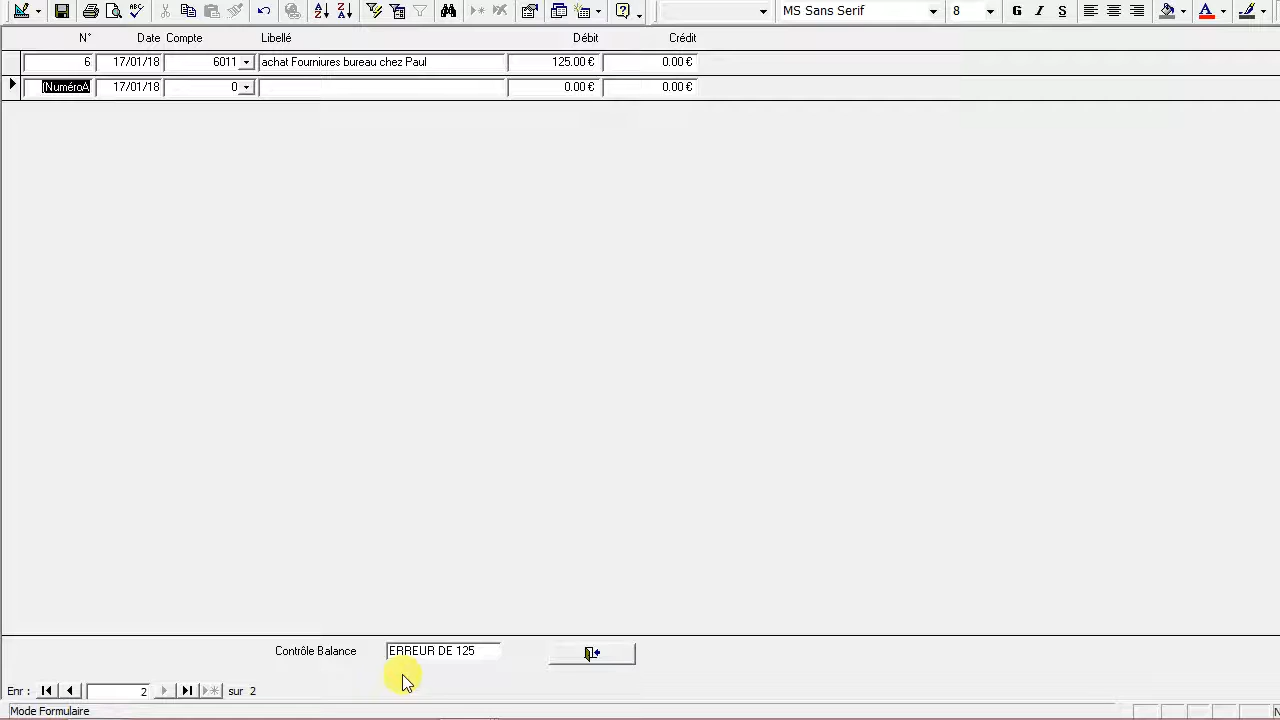 MS Sans Serif 8 G I S
N° Date Compte Libellé Débit Crédit
6 17/01/18 6011 achat Fourniures bureau chez Paul 125.00 € 0.00 €
(NuméroA 17/01/18 0 0.00 € 0.00 €
Contrôle Balance ERREUR DE 125
Enr : 2 sur 2
Mode Formulaire N